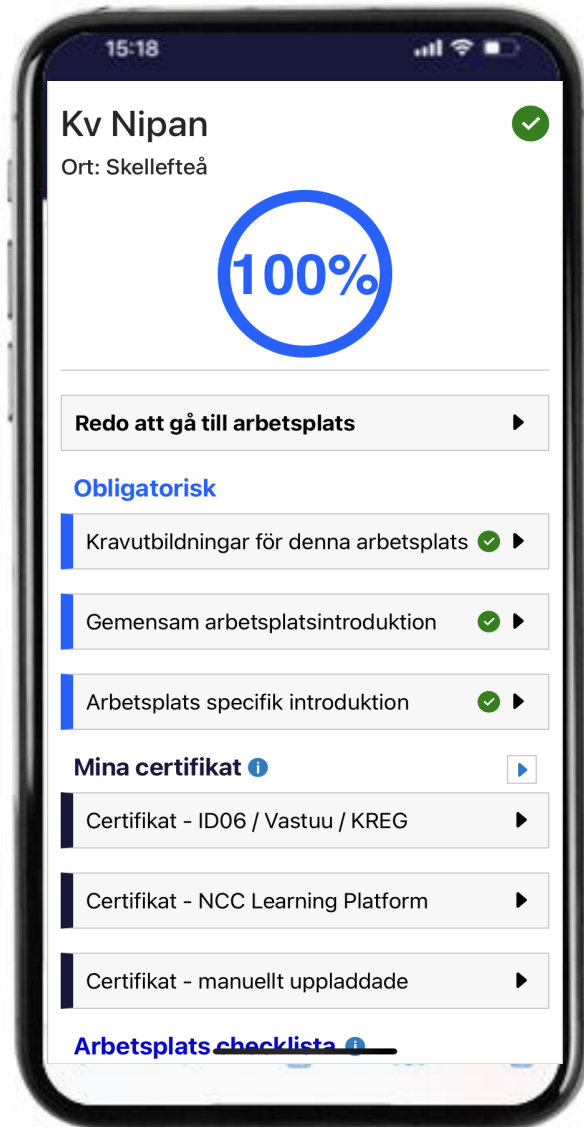 15:18
Kv Nipan
Ort: Skellefteå
100%
Redo att gå till arbetsplats
Obligatorisk
Kravutbildningar för denna arbetsplats
Gemensam arbetsplatsintroduktion
Arbetsplats specifik introduktion
Mina certifikat
Certifikat - ID06 / Vastuu / KREG
Certifikat - NCC Learning Platform
Certifikat - manuellt uppladdade
Arbetsplats checklista